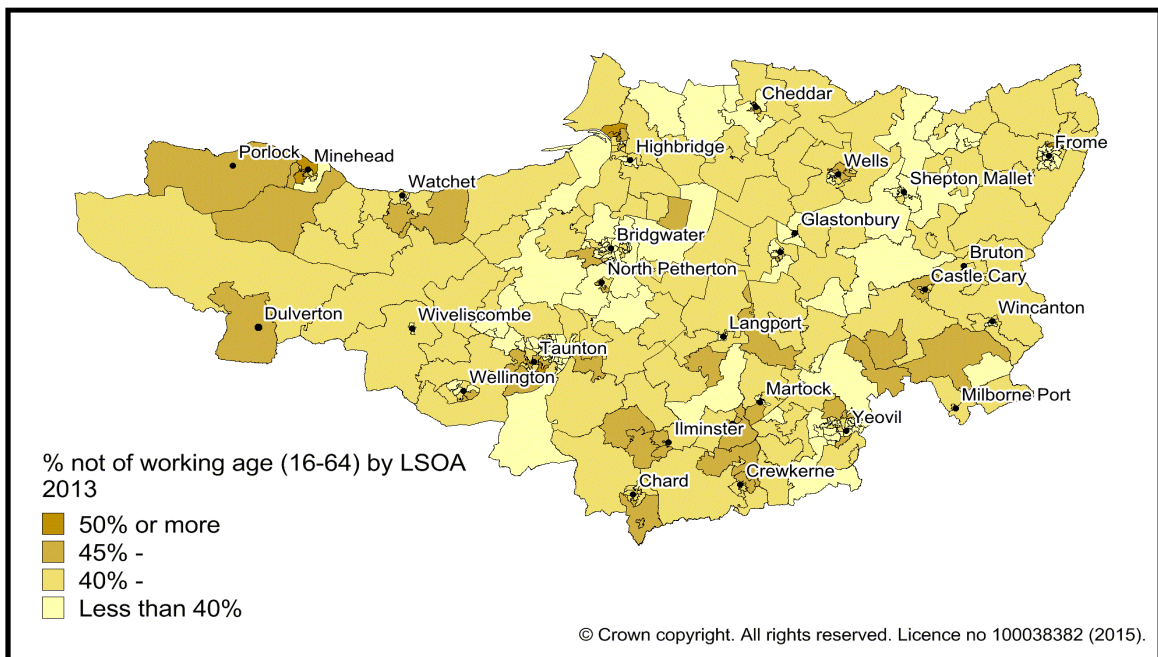 Cheddar
Highbridge
Frome
Porlock
Minehead
Wells
Watchet
Shepton Mallet
Glastonbury
Bridgwater
Bruton
North Petherton
Castle Cary
Dulverton
Wiveliscombe
Langport
Wincanton
Taunton
Wellington
Martock
Milborne Port
Yeovil
Ilminster
Crewkerne
Chard
% not of working age (16-64) by LSOA
2013
50% or more
45% -
40% -
Less than 40%
© Crown copyright. All rights reserved. Licence no 100038382 (2015).